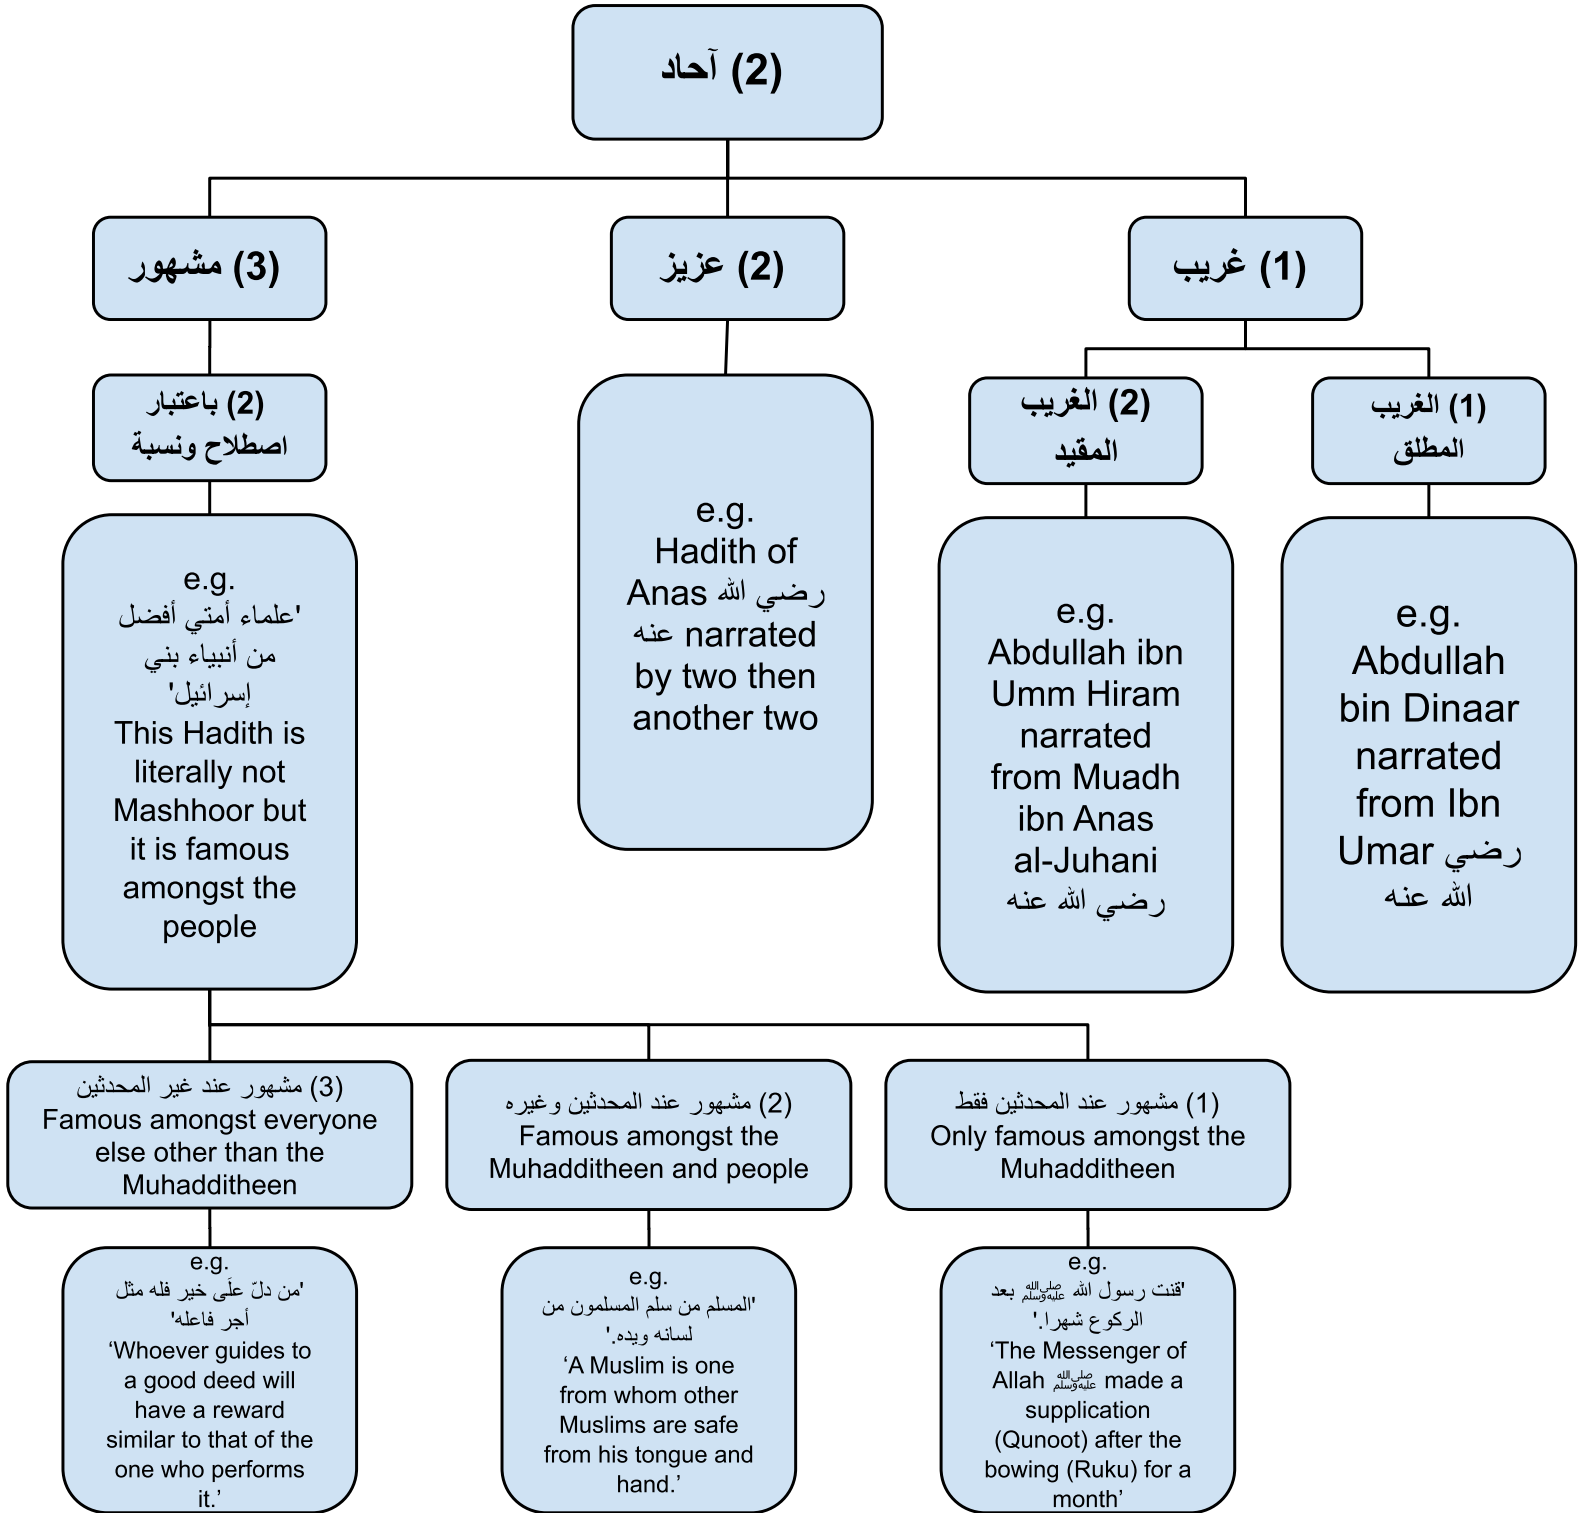 (2) آحاد
(1) غريب
(2) عزيز
(3) مشهور
(1) الغريب
المطلق
(2) الغريب
المقيد
(2) باعتبار
اصطلاح ونسبة
e.g.
Abdullah
bin Dinaar
narrated
from Ibn
Umar رضي
الله عنه
e.g.
Abdullah ibn
Umm Hiram
narrated
from Muadh
ibn Anas
al-Juhani
رضي الله عنه
e.g.
Hadith of
Anas رضي الله
عنه narrated
by two then
another two
e.g.
'علماء أمتي أفضل
من أنبياء بني
إسرائيل'
This Hadith is
literally not
Mashhoor but
it is famous
amongst the
people
(1) مشهور عند المحدثين فقط
Only famous amongst the
Muhadditheen
(2) مشهور عند المحدثين وغيره
Famous amongst the
Muhadditheen and people
(3) مشهور عند غير المحدثين
Famous amongst everyone
else other than the
Muhadditheen
e.g.
'قنت رسول الله ﷺ بعد
الركوع شهرا.'
‘The Messenger of
Allah ﷺ made a
supplication
(Qunoot) after the
bowing (Ruku) for a
month’
e.g.
'المسلم من سلم المسلمون من
لسانه ويده.'
‘A Muslim is one
from whom other
Muslims are safe
from his tongue and
hand.’
e.g.
'من دلّ علَى خير فله مثل
أجر فاعله'
‘Whoever guides to
a good deed will
have a reward
similar to that of the
one who performs
it.’